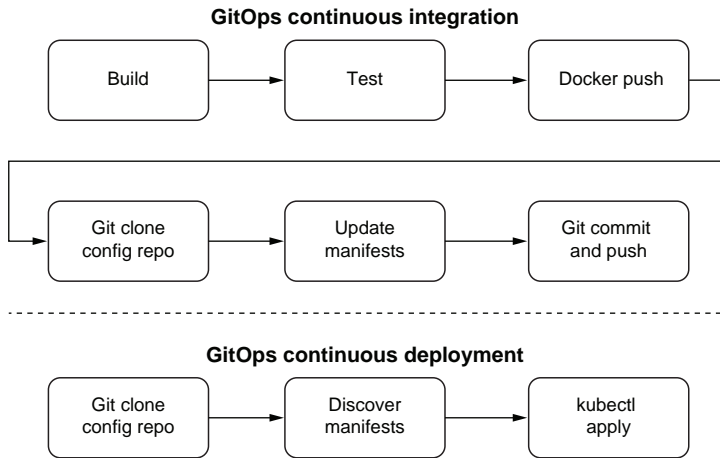 GitOps continuous integration
Build
Test
Docker push
Git clone
config repo
Update
manifests
Git commit
and push
GitOps continuous deployment
Git clone
config repo
Discover
manifests
kubectl
apply